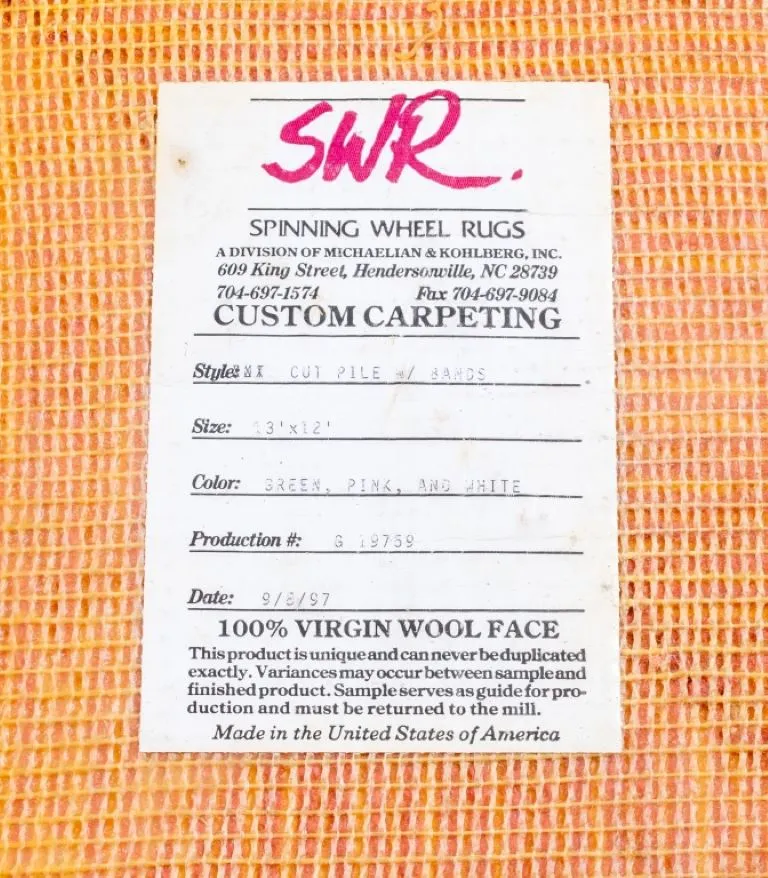 SWR.
SPINNING WHEEL RUGS
A DIVISION OF MICHAELIAN & KOHLBERG, INC.
609 King Street, Hendersonville, NC 28739
704-697-1574 Fax 704-697-9084
CUSTOM CARPETING
Style: CUT PILE W/ BANDS
Size: 13'x12'
Color: GREEN, PINK, AND WHITE
Production #: G 19769
Date: 9/8/97
100% VIRGIN WOOL FACE
This product is unique and can never be duplicated
exactly. Variances may occur between sample and
finished product. Sample serves as guide for pro-
duction and must be returned to the mill.
Made in the United States of America